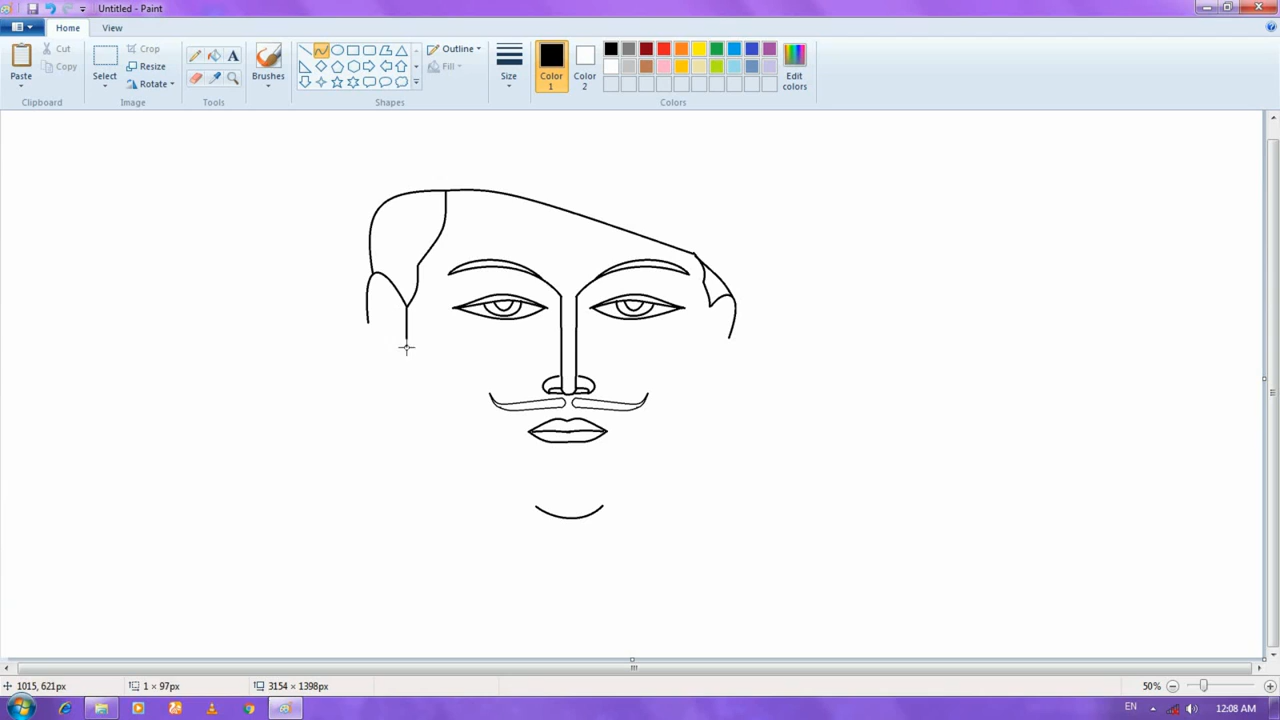 Untitled - Paint
Home View
Paste
Cut
Copy
Clipboard
Select
Crop
Resize
Rotate
Image
A
Tools
Brushes
Outline
Fill
Shapes
Size
Color 1
Color 2
Edit colors
Colors
1015, 621px
1 × 97px
3154 × 1398px
50%
EN
12:08 AM